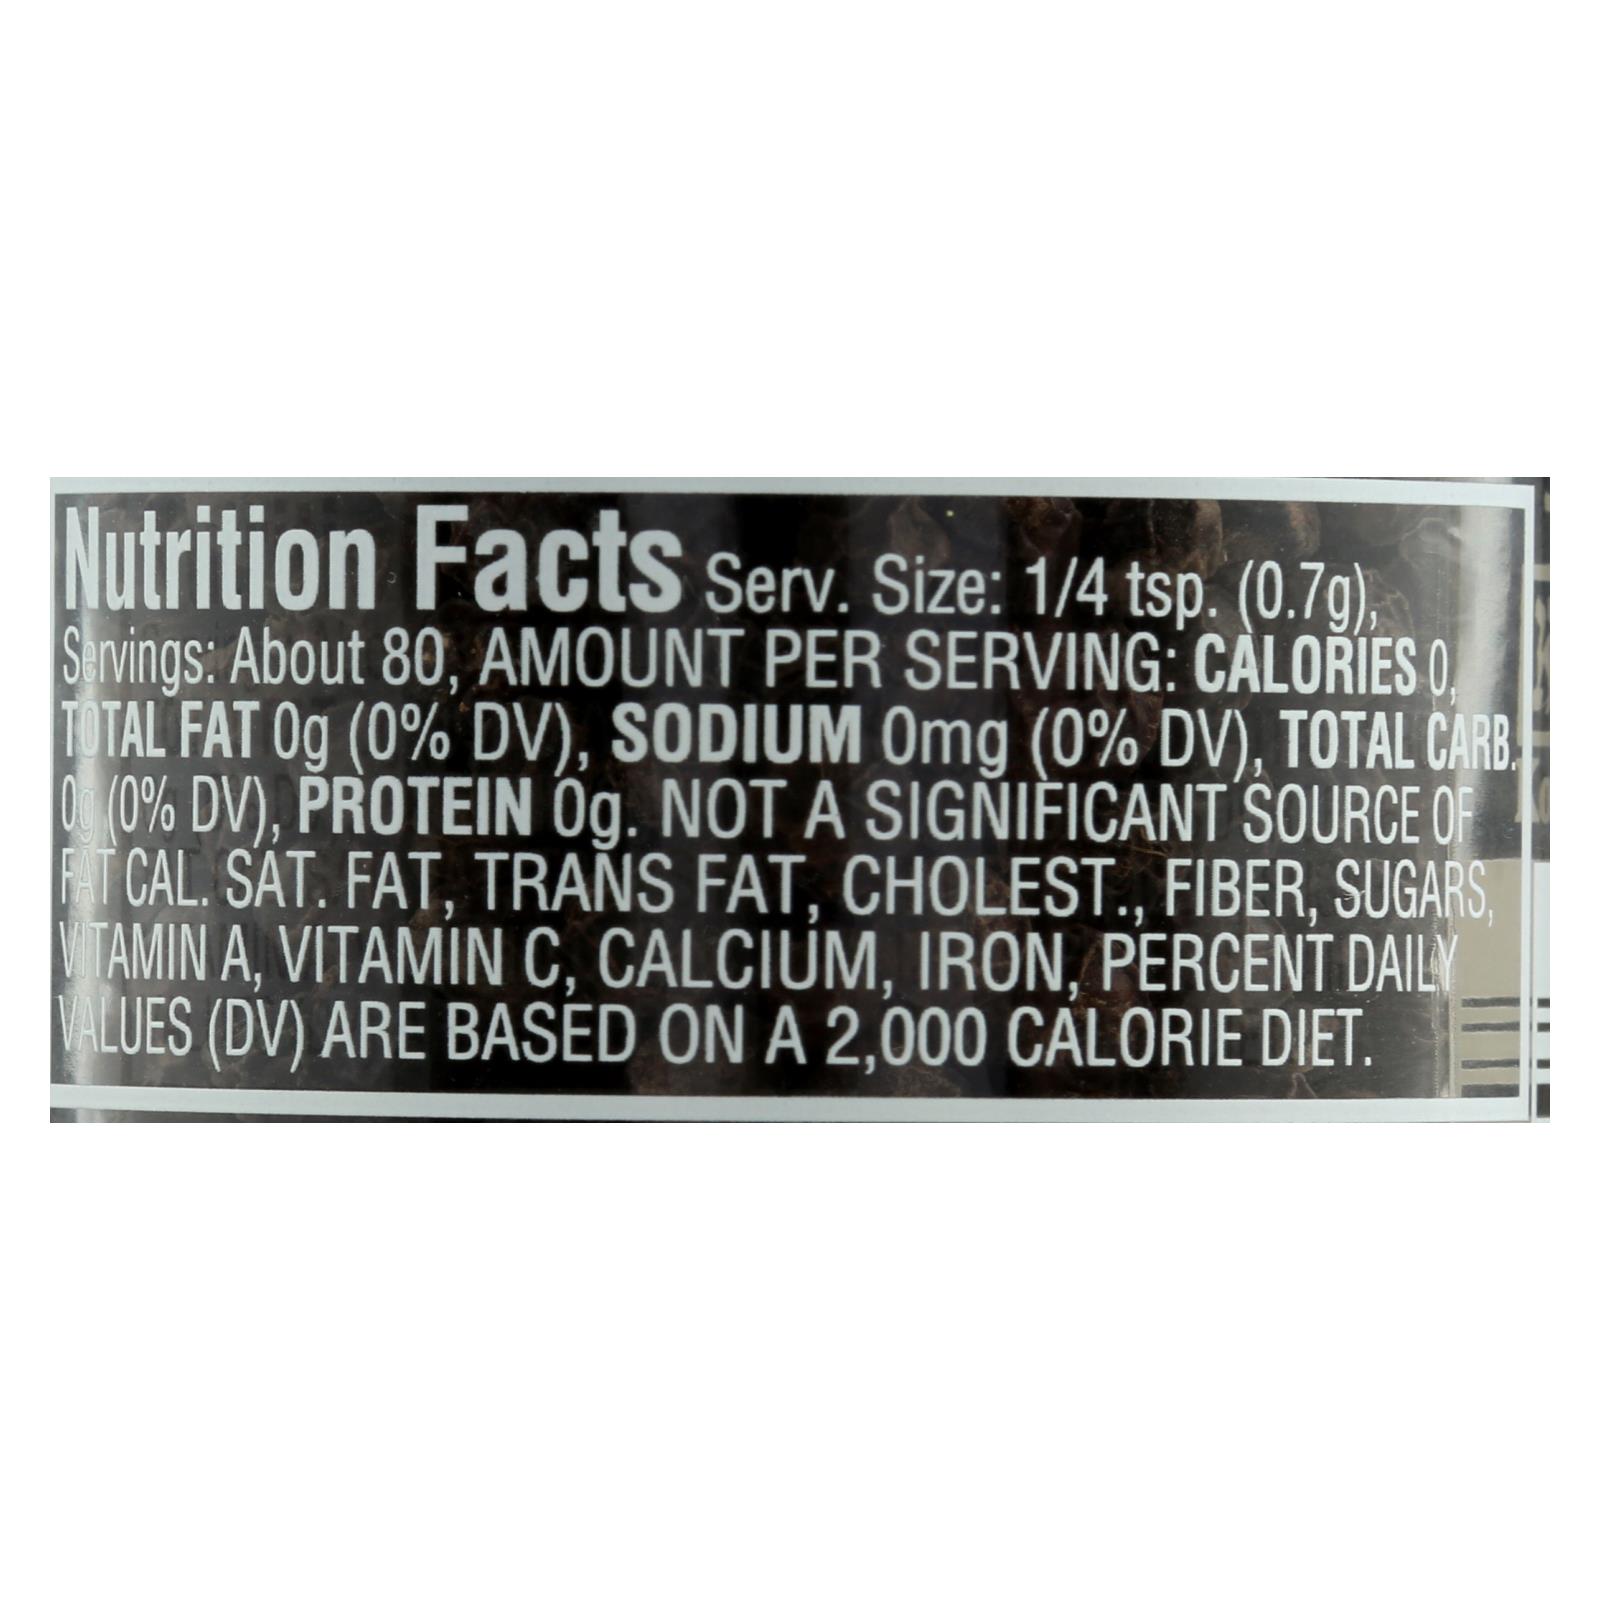 Nutrition Facts Serv. Size: 1/4 tsp. (0.7g),
Servings: About 80, AMOUNT PER SERVING: CALORIES 0,
TOTAL FAT 0g (0% DV), SODIUM 0mg (0% DV), TOTAL CARB.
0g (0% DV), PROTEIN 0g. NOT A SIGNIFICANT SOURCE OF
FAT CAL. SAT. FAT, TRANS FAT, CHOLEST., FIBER, SUGARS,
VITAMIN A, VITAMIN C, CALCIUM, IRON, PERCENT DAILY
VALUES (DV) ARE BASED ON A 2,000 CALORIE DIET.